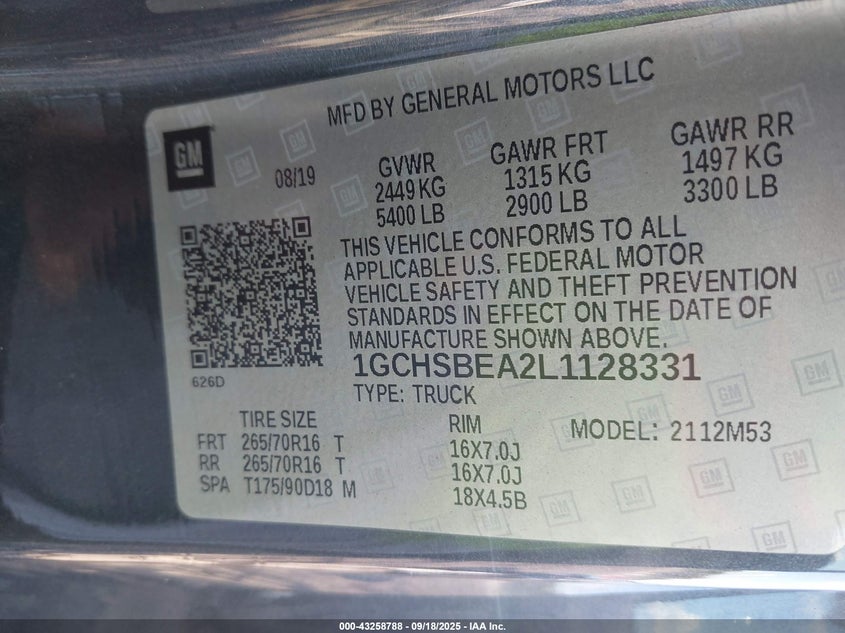 MFD BY GENERAL MOTORS LLC
GM
08/19
GVWR
2449 KG
5400 LB
GAWR FRT
1315 KG
2900 LB
GAWR RR
1497 KG
3300 LB
THIS VEHICLE CONFORMS TO ALL
APPLICABLE U.S. FEDERAL MOTOR
VEHICLE SAFETY AND THEFT PREVENTION
STANDARDS IN EFFECT ON THE DATE OF
MANUFACTURE SHOWN ABOVE.
626D
1GCHSBEA2L1128331
TYPE: TRUCK
TIRE SIZE RIM MODEL: 2112M53
FRT 265/70R16 T 16X7.0J
RR 265/70R16 T 16X7.0J
SPA T175/90D18 M 18X4.5B
000-43258788 - 09/18/2025 - IAA Inc.